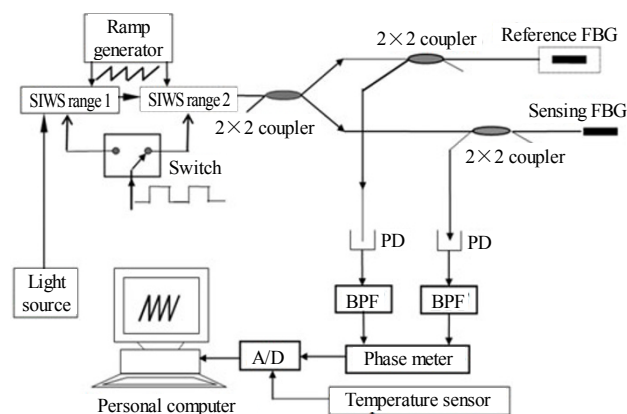 Ramp
generator
2×2 coupler
Reference FBG
SIWS range 1
SIWS range 2
2×2 coupler
Sensing FBG
2×2 coupler
Switch
PD
PD
Light
source
BPF
BPF
A/D
Phase meter
Personal computer
Temperature sensor